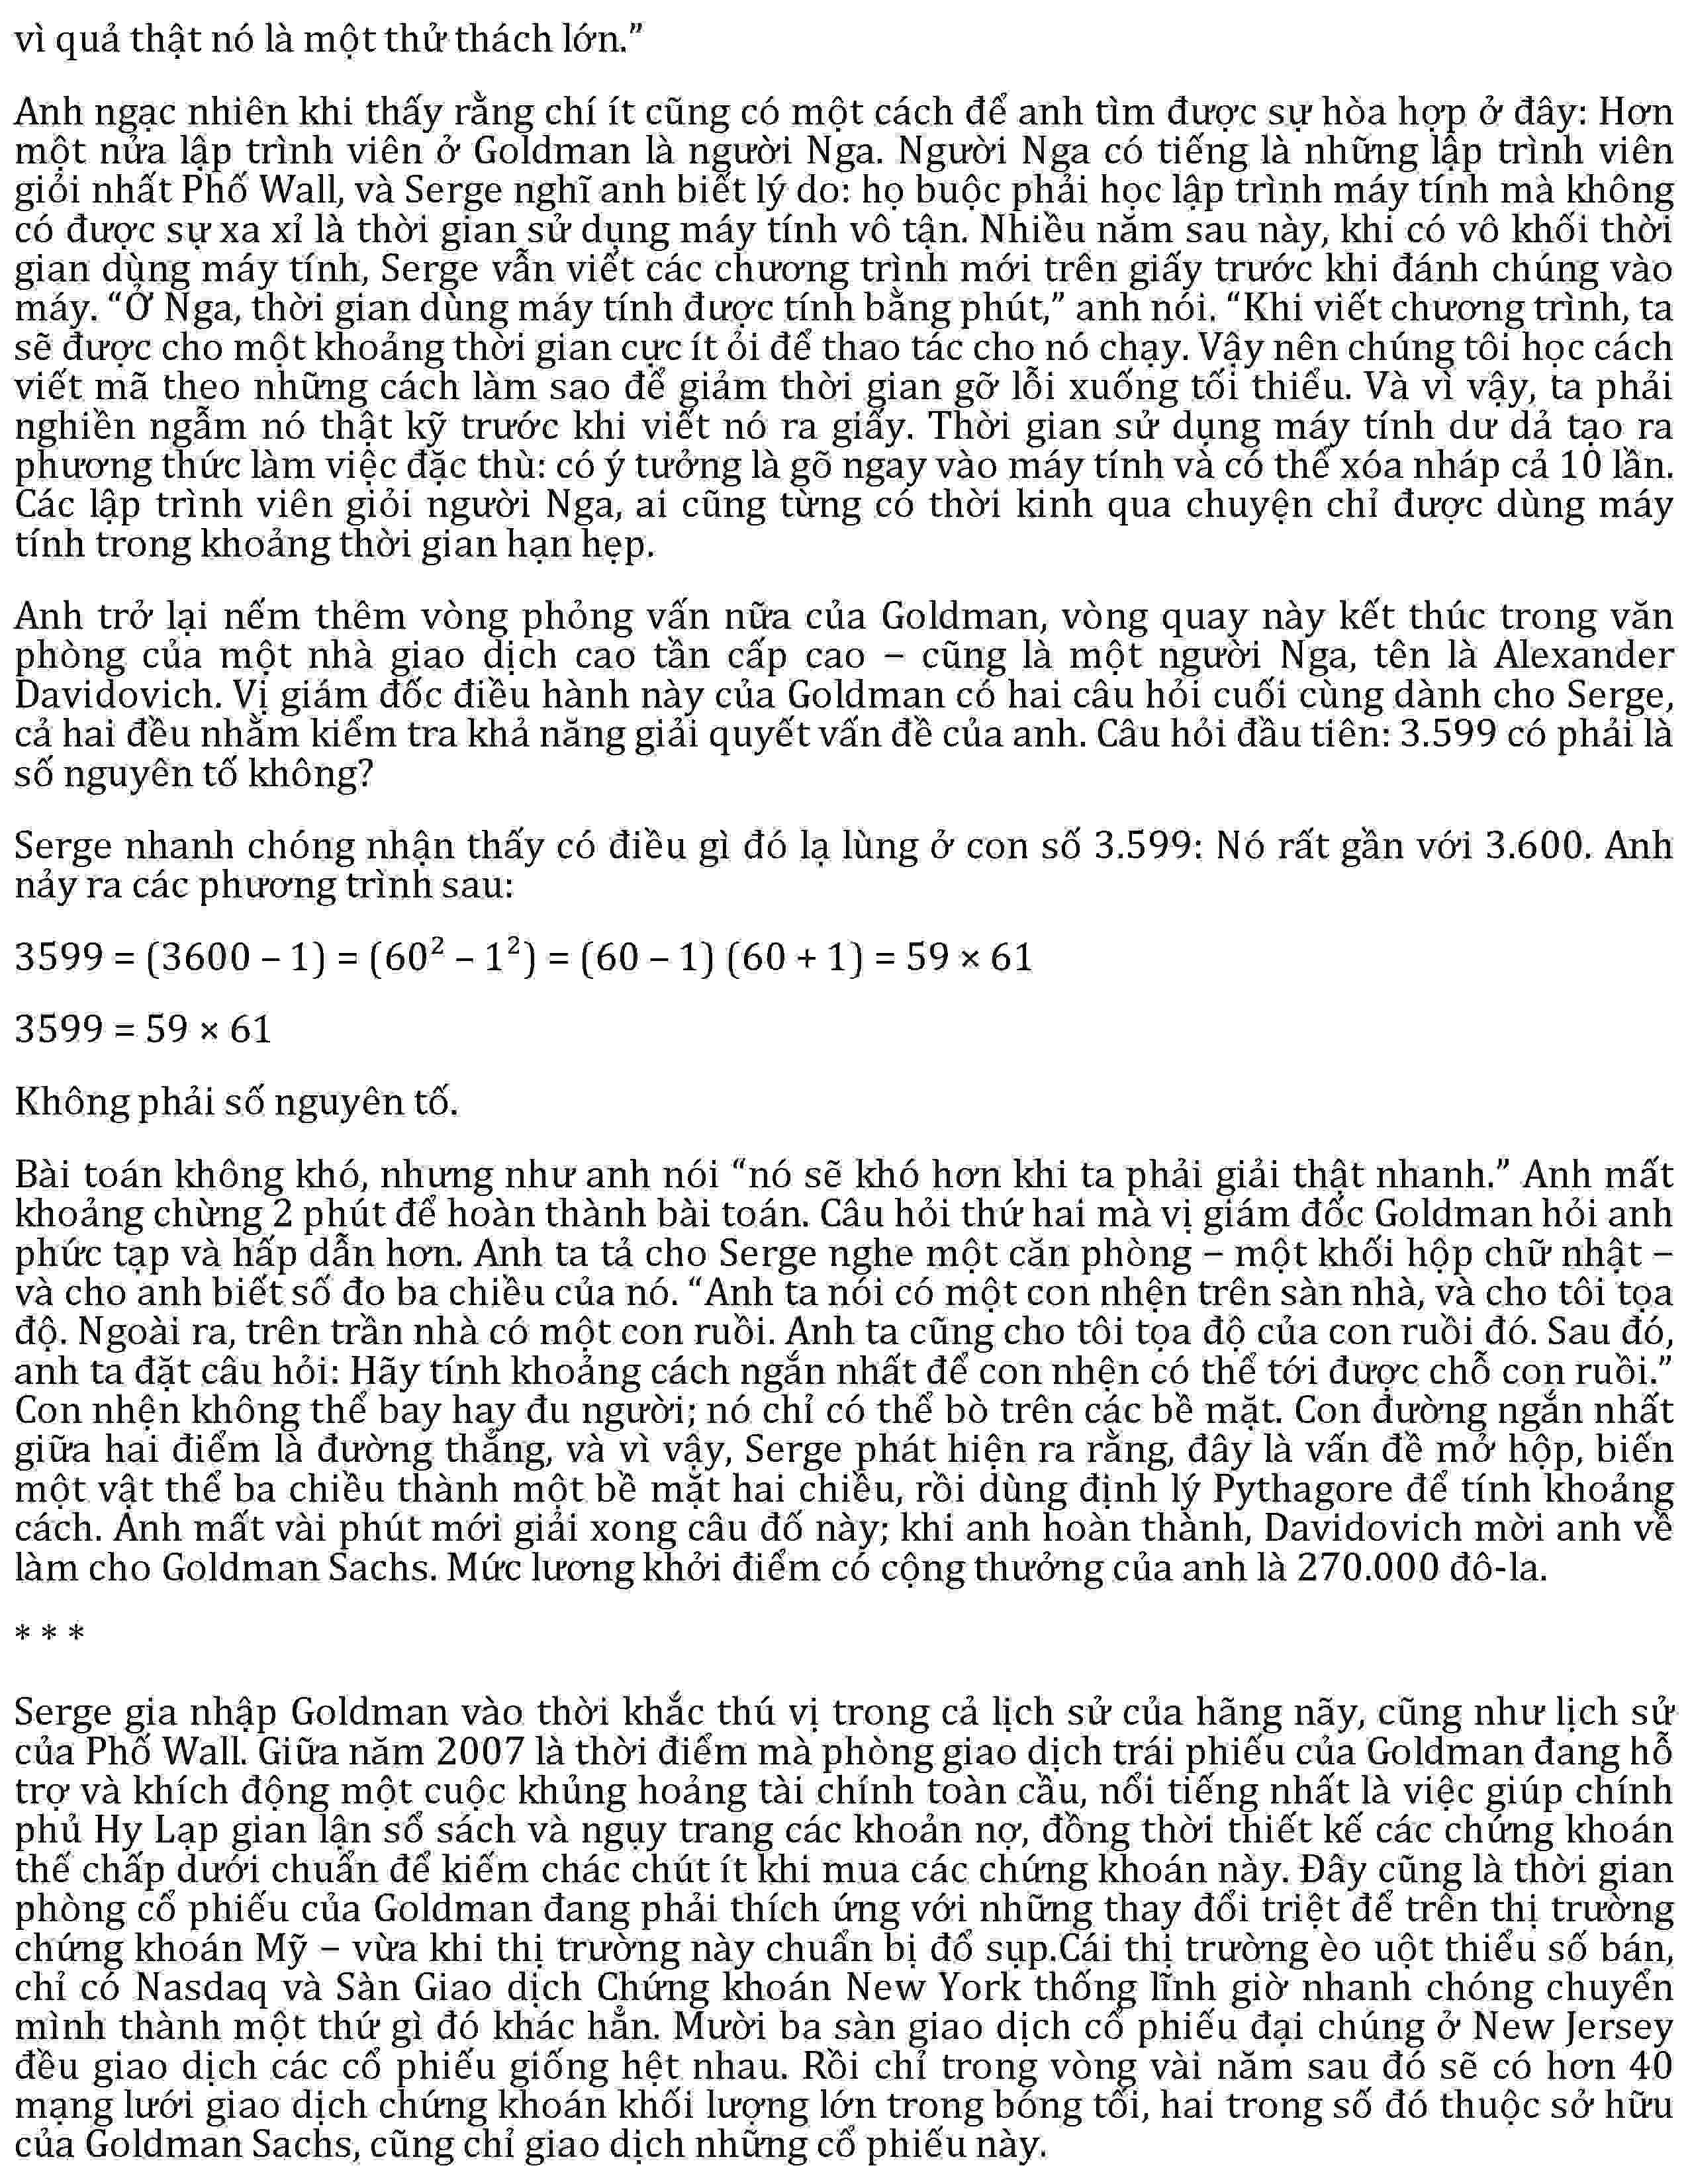 vì quả thật nó là một thử thách lớn.”
Anh ngạc nhiên khi thấy rằng chí ít cũng có một cách để anh tìm được sự hòa hợp ở đây: Hơn
một nửa lập trình viên ở Goldman là người Nga. Người Nga có tiếng là những lập trình viên
giỏi nhất Phố Wall, và Serge nghĩ anh biết lý do: họ buộc phải học lập trình máy tính mà không
có được sự xa xỉ là thời gian sử dụng máy tính vô tận. Nhiều năm sau này, khi có vô khối thời
gian dùng máy tính, Serge vẫn viết các chương trình mới trên giấy trước khi đánh chúng vào
máy. “Ở Nga, thời gian dùng máy tính được tính bằng phút,” anh nói. “Khi viết chương trình, ta
sẽ được cho một khoảng thời gian cực ít ỏi để thao tác cho nó chạy. Vậy nên chúng tôi học cách
viết mã theo những cách làm sao để giảm thời gian gỡ lỗi xuống tối thiểu. Và vì vậy, ta phải
nghiền ngẫm nó thật kỹ trước khi viết nó ra giấy. Thời gian sử dụng máy tính dư dả tạo ra
phương thức làm việc đặc thù: có ý tưởng là gõ ngay vào máy tính và có thể xóa nháp cả 10 lần.
Các lập trình viên giỏi người Nga, ai cũng từng có thời kinh qua chuyện chỉ được dùng máy
tính trong khoảng thời gian hạn hẹp.
Anh trở lại nếm thêm vòng phỏng vấn nữa của Goldman, vòng quay này kết thúc trong văn
phòng của một nhà giao dịch cao tần cấp cao – cũng là một người Nga, tên là Alexander
Davidovich. Vị giám đốc điều hành này của Goldman có hai câu hỏi cuối cùng dành cho Serge,
cả hai đều nhằm kiểm tra khả năng giải quyết vấn đề của anh. Câu hỏi đầu tiên: 3.599 có phải là
số nguyên tố không?
Serge nhanh chóng nhận thấy có điều gì đó lạ lùng ở con số 3.599: Nó rất gần với 3.600. Anh
nảy ra các phương trình sau:
3599 = (3600 – 1) = (60² – 1²) = (60 – 1) (60 + 1) = 59 × 61
3599 = 59 × 61
Không phải số nguyên tố.
Bài toán không khó, nhưng như anh nói “nó sẽ khó hơn khi ta phải giải thật nhanh.” Anh mất
khoảng chừng 2 phút để hoàn thành bài toán. Câu hỏi thứ hai mà vị giám đốc Goldman hỏi anh
phức tạp và hấp dẫn hơn. Anh ta tả cho Serge nghe một căn phòng – một khối hộp chữ nhật –
và cho anh biết số đo ba chiều của nó. “Anh ta nói có một con nhện trên sàn nhà, và cho tôi tọa
độ. Ngoài ra, trên trần nhà có một con ruồi. Anh ta cũng cho tôi tọa độ của con ruồi đó. Sau đó,
anh ta đặt câu hỏi: Hãy tính khoảng cách ngắn nhất để con nhện có thể tới được chỗ con ruồi.”
Con nhện không thể bay hay đu người; nó chỉ có thể bò trên các bề mặt. Con đường ngắn nhất
giữa hai điểm là đường thẳng, và vì vậy, Serge phát hiện ra rằng, đây là vấn đề mở hộp, biến
một vật thể ba chiều thành một bề mặt hai chiều, rồi dùng định lý Pythagore để tính khoảng
cách. Anh mất vài phút mới giải xong câu đố này; khi anh hoàn thành, Davidovich mời anh về
làm cho Goldman Sachs. Mức lương khởi điểm có cộng thưởng của anh là 270.000 đô-la.
* * *
Serge gia nhập Goldman vào thời khắc thú vị trong cả lịch sử của hãng nãy, cũng như lịch sử
của Phố Wall. Giữa năm 2007 là thời điểm mà phòng giao dịch trái phiếu của Goldman đang hỗ
trợ và khích động một cuộc khủng hoảng tài chính toàn cầu, nổi tiếng nhất là việc giúp chính
phủ Hy Lạp gian lận sổ sách và ngụy trang các khoản nợ, đồng thời thiết kế các chứng khoán
thế chấp dưới chuẩn để kiếm chác chút ít khi mua các chứng khoán này. Đây cũng là thời gian
phòng cổ phiếu của Goldman đang phải thích ứng với những thay đổi triệt để trên thị trường
chứng khoán Mỹ – vừa khi thị trường này chuẩn bị đổ sụp.Cái thị trường èo uột thiểu số bán,
chỉ có Nasdaq và Sàn Giao dịch Chứng khoán New York thống lĩnh giờ nhanh chóng chuyển
mình thành một thứ gì đó khác hẳn. Mười ba sàn giao dịch cổ phiếu đại chúng ở New Jersey
đều giao dịch các cổ phiếu giống hệt nhau. Rồi chỉ trong vòng vài năm sau đó sẽ có hơn 40
mạng lưới giao dịch chứng khoán khối lượng lớn trong bóng tối, hai trong số đó thuộc sở hữu
của Goldman Sachs, cũng chỉ giao dịch những cổ phiếu này.